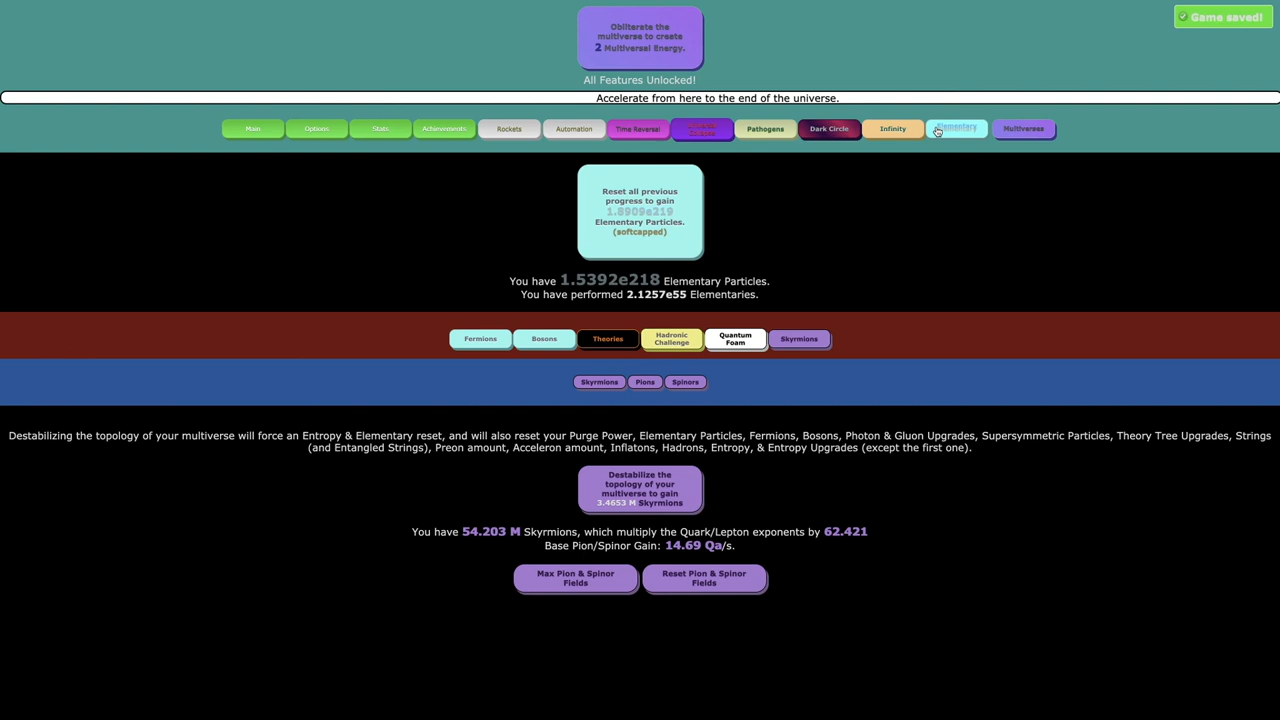 Obliterate the
multiverse to create
2 Multiversal Energy.
Game saved!
All Features Unlocked!
Accelerate from here to the end of the universe.
Main
Options
Stats
Achievements
Rockets
Automation
Time Reversal
Collapse
Pathogens
Dark Circle
Infinity
Elementary
Multiverse
Reset all previous
progress to gain
1.8909e219
Elementary Particles.
(softcapped)
You have 1.5392e218 Elementary Particles.
You have performed 2.1257e55 Elementaries.
Fermions
Bosons
Theories
Hadronic
Challenge
Quantum
Foam
Skyrmions
Skyrmions
Pions
Spinors
Destabilizing the topology of your multiverse will force an Entropy & Elementary reset, and will also reset your Purge Power, Elementary Particles, Fermions, Bosons, Photon & Gluon Upgrades, Supersymmetric Particles, Theory Tree Upgrades, Strings
(and Entangled Strings), Preon amount, Acceleron amount, Inflatons, Hadrons, Entropy, & Entropy Upgrades (except the first one).
Destabilize the
topology of your
multiverse to gain
3.4653 M Skyrmions
You have 54.203 M Skyrmions, which multiply the Quark/Lepton exponents by 62.421
Base Pion/Spinor Gain: 14.69 Qa/s.
Max Pion & Spinor
Fields
Reset Pion & Spinor
Fields